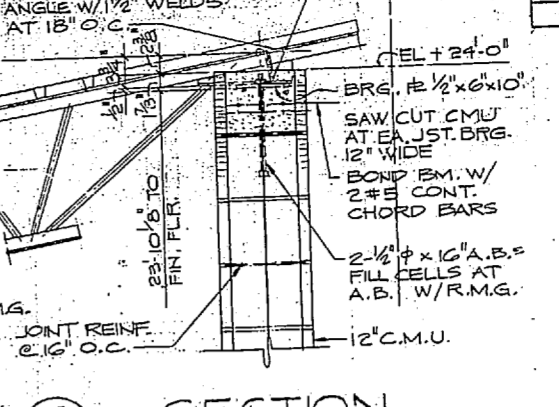 ANGLE W/ 1½" WELDS
AT 18" O.C.
EL + 24'-0"
BRG. PL ½"x6"x10"
SAW CUT CMU
AT EA. JST. BRG.
12" WIDE
BOND BM. W/
2 #5 CONT.
CHORD BARS
23'-10⅛" TO
FIN. FLR.
2-½" ϕ x 16" A.B.s
FILL CELLS AT
A.B. W/ R.M.G.
M.G.
JOINT REINF.
@ 16" O.C.
12" C.M.U.
SECTION